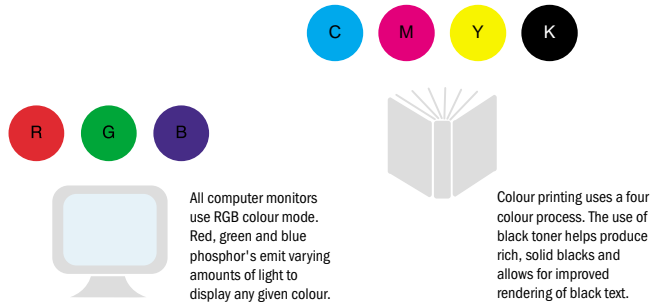 C M Y K
R G B
All computer monitors
use RGB colour mode.
Red, green and blue
phosphor's emit varying
amounts of light to
display any given colour.
Colour printing uses a four
colour process. The use of
black toner helps produce
rich, solid blacks and
allows for improved
rendering of black text.